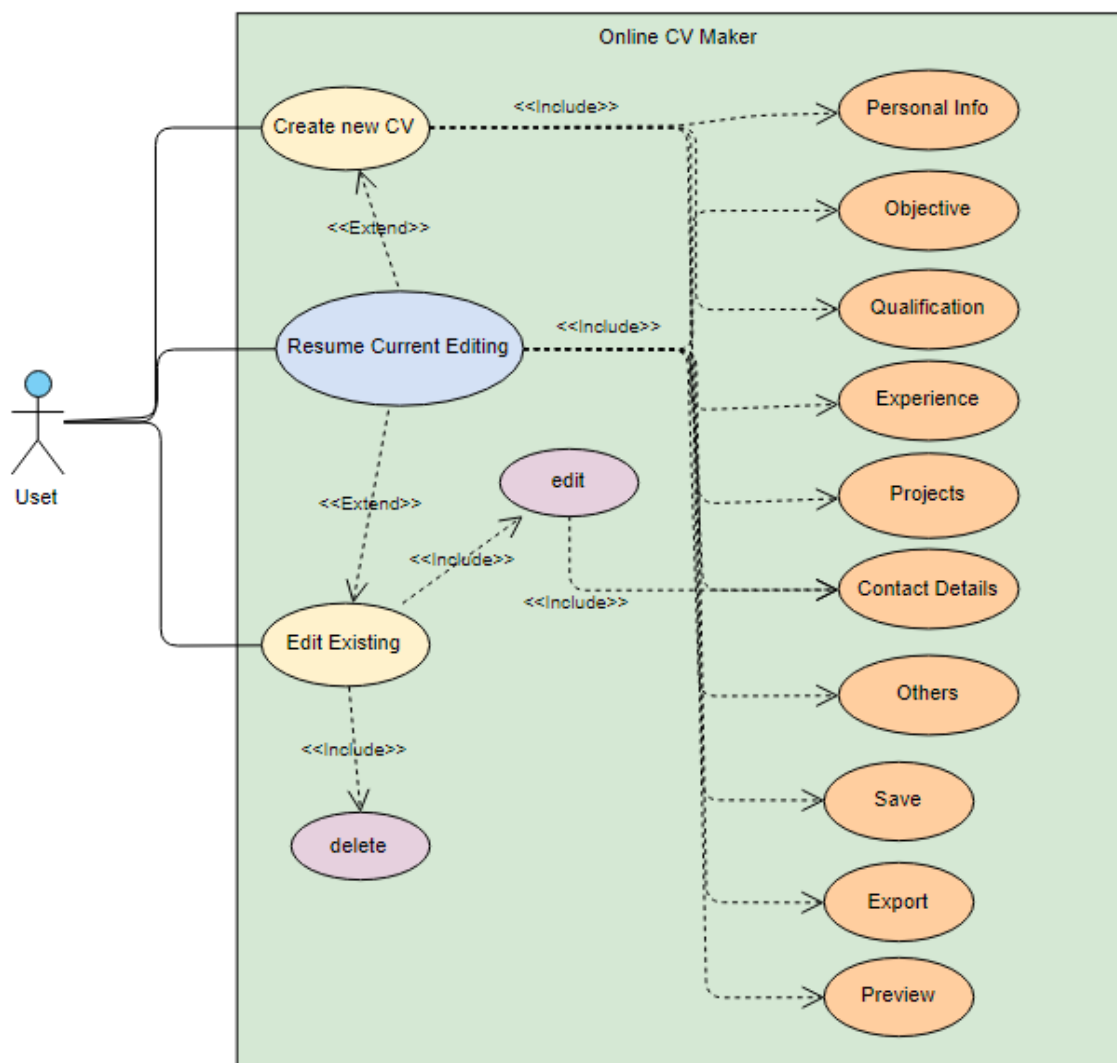 Online CV Maker
Create new CV
<<Include>>
Personal Info
<<Extend>>
Objective
Resume Current Editing
<<Include>>
Qualification
Experience
Uset
<<Extend>>
edit
Projects
<<Include>>
<<Include>>
Contact Details
Edit Existing
Others
<<Include>>
delete
Save
Export
Preview